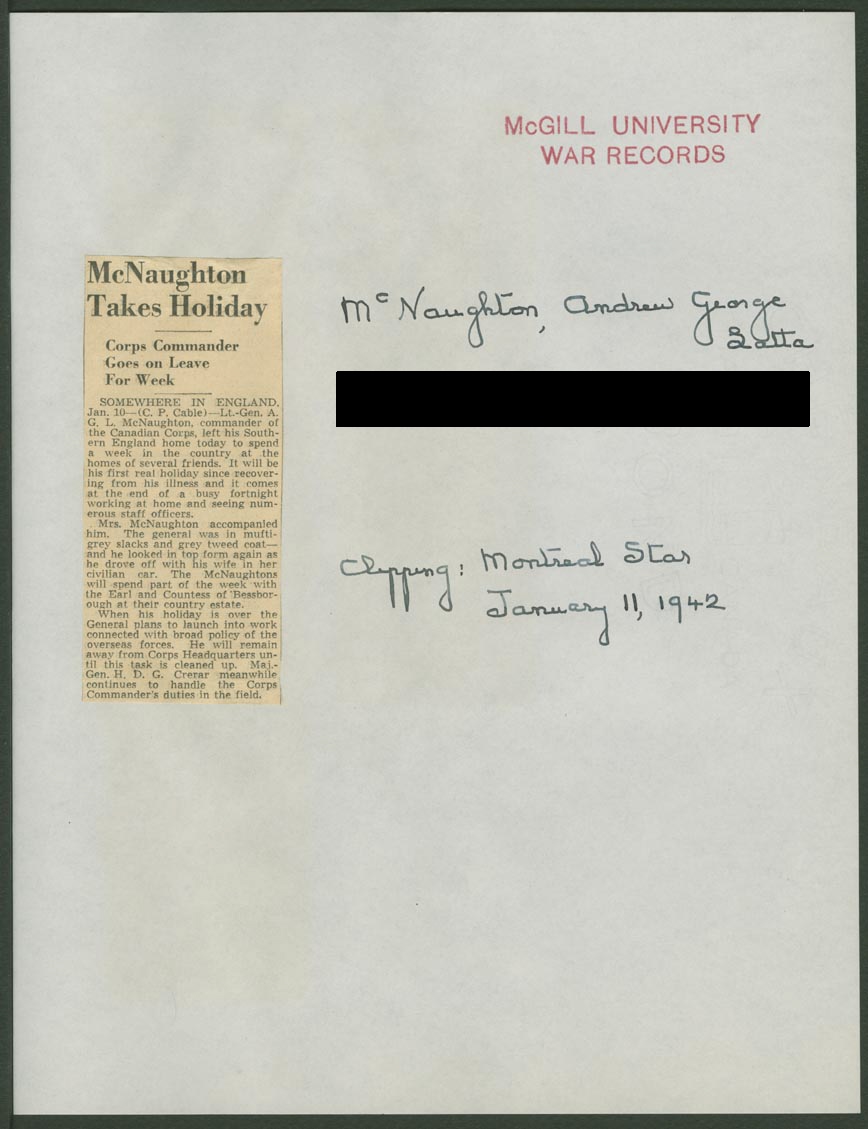 McGILL UNIVERSITY
WAR RECORDS
McNaughton
Takes Holiday
Corps Commander
Goes on Leave
For Week
SOMEWHERE IN ENGLAND,
Jan. 10—(C. P. Cable)—Lt.-Gen. A.
G. L. McNaughton, commander of
the Canadian Corps, left his South-
ern England home today to spend
a week in the country at the
homes of several friends. It will be
his first real holiday since recover-
ing from his illness and it comes
at the end of a busy fortnight
working at home and seeing num-
erous staff officers.
Mrs. McNaughton accompanied
him. The general was in mufti-
grey slacks and grey tweed coat—
and he looked in top form again as
he drove off with his wife in her
civilian car. The McNaughtons
will spend part of the week with
the Earl and Countess of Bessbor-
ough at their country estate.
When his holiday is over the
General plans to launch into work
connected with broad policy of the
overseas forces. He will remain
away from Corps Headquarters un-
til this task is cleaned up. Maj.-
Gen. H. D. G. Crerar meanwhile
continues to handle the Corps
Commander's duties in the field.
McNaughton, Andrew George
Latta
Clipping: Montreal Star
January 11, 1942